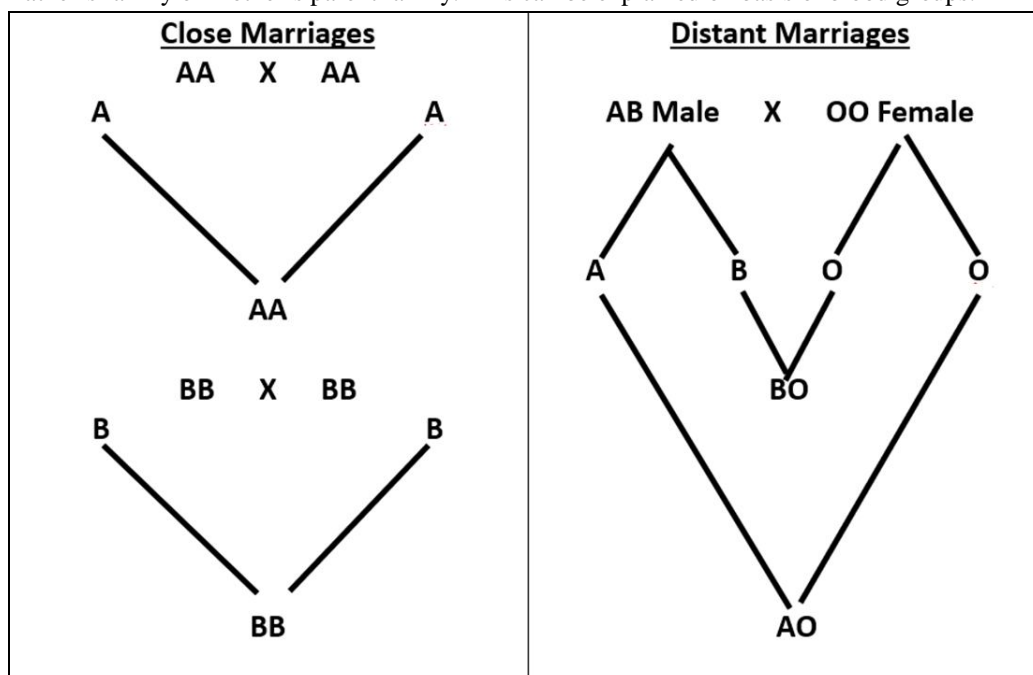 Close Marriages
AA X AA
A A
AA
BB X BB
B B
BB
Distant Marriages
AB Male X OO Female
A B O O
BO
AO